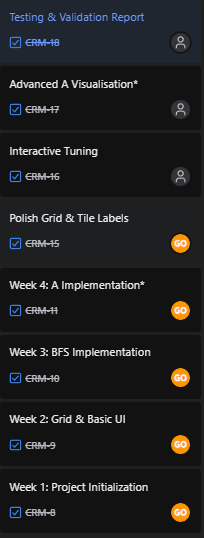 Testing & Validation Report
CRM-18
Advanced A Visualisation*
CRM-17
Interactive Tuning
CRM-16
Polish Grid & Tile Labels
CRM-15
GO
Week 4: A Implementation*
CRM-11
GO
Week 3: BFS Implementation
CRM-10
GO
Week 2: Grid & Basic UI
CRM-9
GO
Week 1: Project Initialization
CRM-8
GO